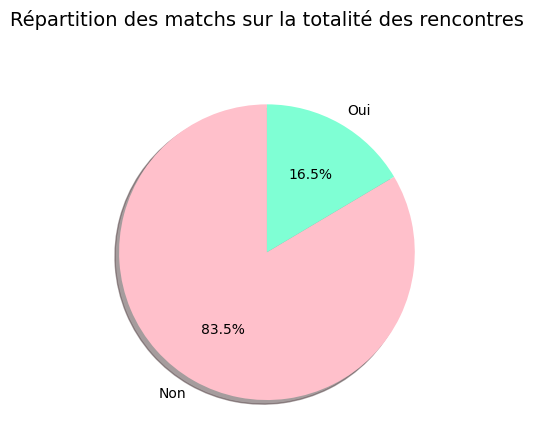 Répartition des matchs sur la totalité des rencontres
Oui
16.5%
83.5%
Non